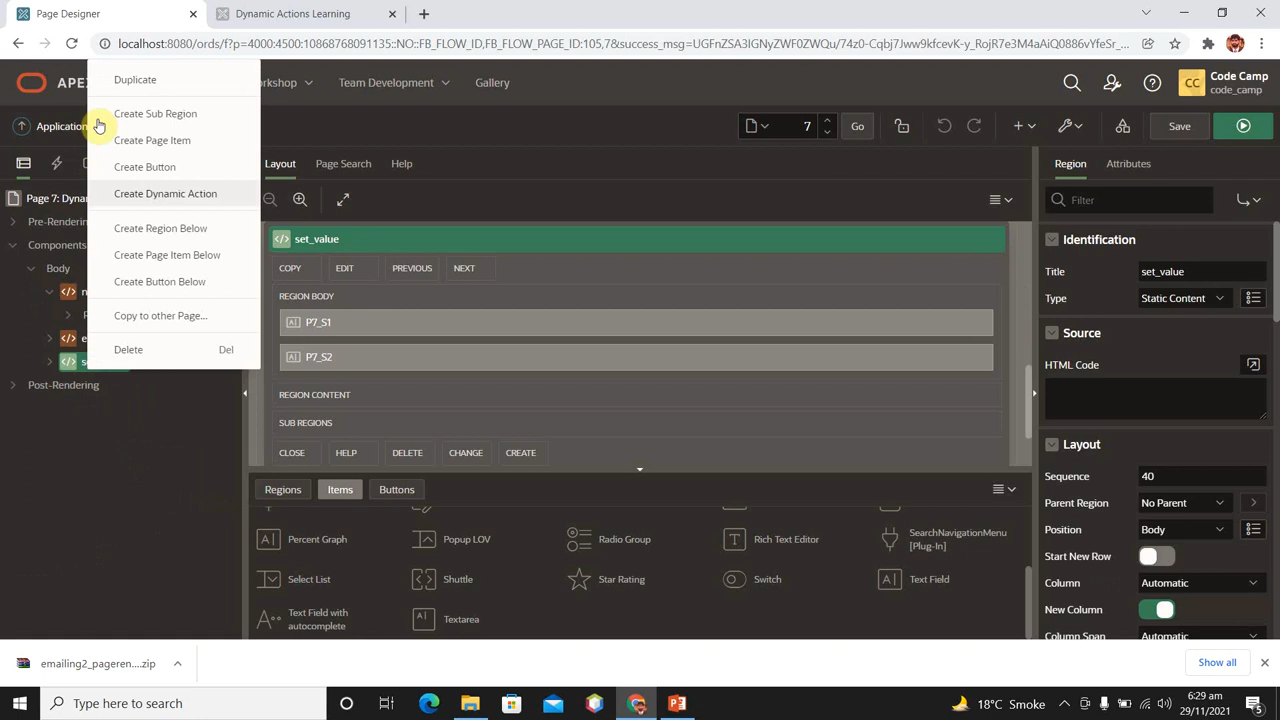 Page Designer
Dynamic Actions Learning
localhost:8080/ords/f?p=4000:4500:10868768091135::NO::FB_FLOW_ID,FB_FLOW_PAGE_ID:105,7&success_msg=UGFnZSA3IGNyZWF0ZWQu/74z0-Cqbj7Jww9kfcevK-y_RojR7e3M4aAiQ0886vYfeSr_...
APEX
Team Development
Gallery
Code Camp
code_camp
CC
Application
7
Go
Save
Duplicate
Create Sub Region
Create Page Item
Create Button
Create Dynamic Action
Create Region Below
Create Page Item Below
Create Button Below
Copy to other Page...
Delete
Del
Page 7:
Components
Body
Post-Rendering
Layout
Page Search
Help
</> set_value
COPY
EDIT
PREVIOUS
NEXT
REGION BODY
P7_S1
P7_S2
REGION CONTENT
SUB REGIONS
CLOSE
HELP
DELETE
CHANGE
CREATE
Regions
Items
Buttons
Percent Graph
Popup LOV
Radio Group
Rich Text Editor
SearchNavigationMenu
[Plug-In]
Select List
Shuttle
Star Rating
Switch
Text Field
Text Field with
autocomplete
Textarea
Region
Attributes
Filter
Identification
Title
set_value
Type
Static Content
Source
HTML Code
Layout
Sequence
40
Parent Region
No Parent
Position
Body
Start New Row
Column
Automatic
New Column
Column Span
Automatic
emailing2_pageren....zip
Show all
Type here to search
18°C Smoke
6:29 am
29/11/2021
5